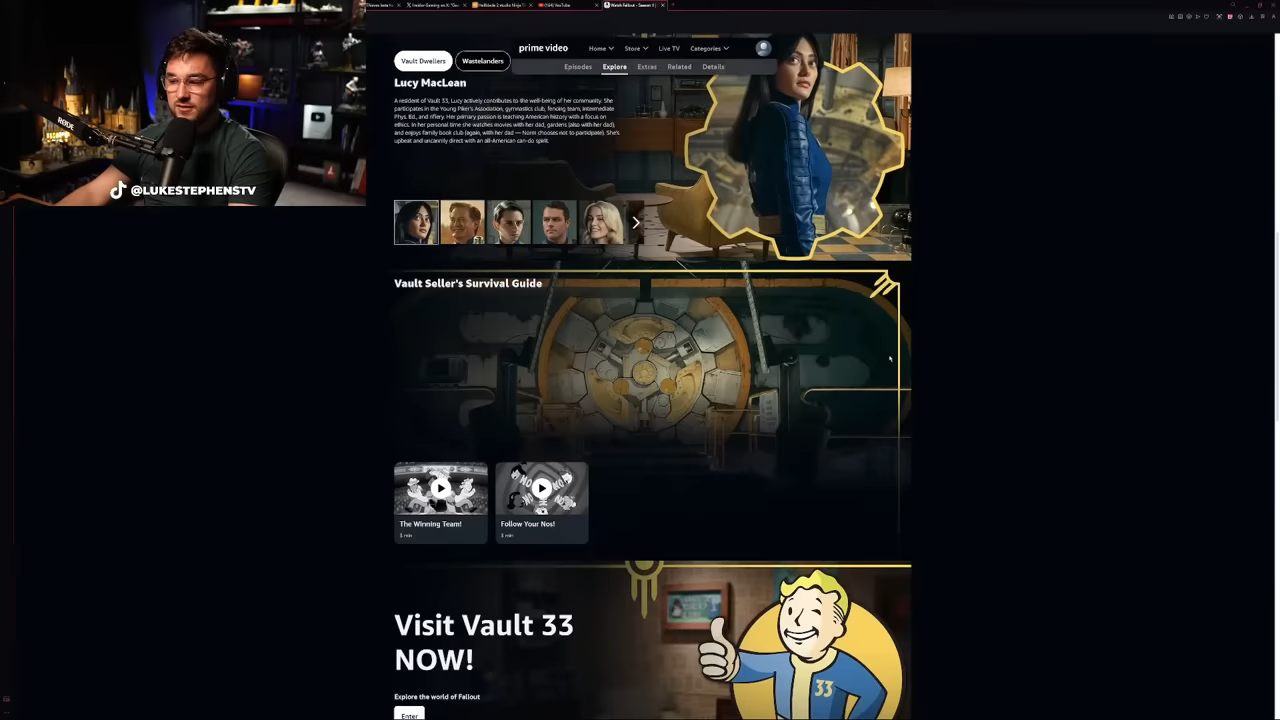 (104) YouTube
prime video
Home
Store
Live TV
Categories
Vault Dwellers
Wastelanders
Episodes
Explore
Extras
Related
Details
Lucy MacLean
A resident of Vault 33, Lucy actively contributes to the well-being of her community. She
participates in the Young Piker's Association, gymnastics club, fencing team, Intermediate
Phys. Ed., and riflery. Her primary passion is teaching American history with a focus on
ethics. In her personal time she watches movies with her dad, gardens (also with her dad),
and enjoys family book club (again, with her dad — Norm chooses not to participate). She's
upbeat and uncannily direct with an all-American can-do spirit.
RØDE
@LUKESTEPHENSTV
Vault Seller's Survival Guide
The Winning Team!
Follow Your Nos!
Visit Vault 33
NOW!
33
Explore the world of Fallout
Enter